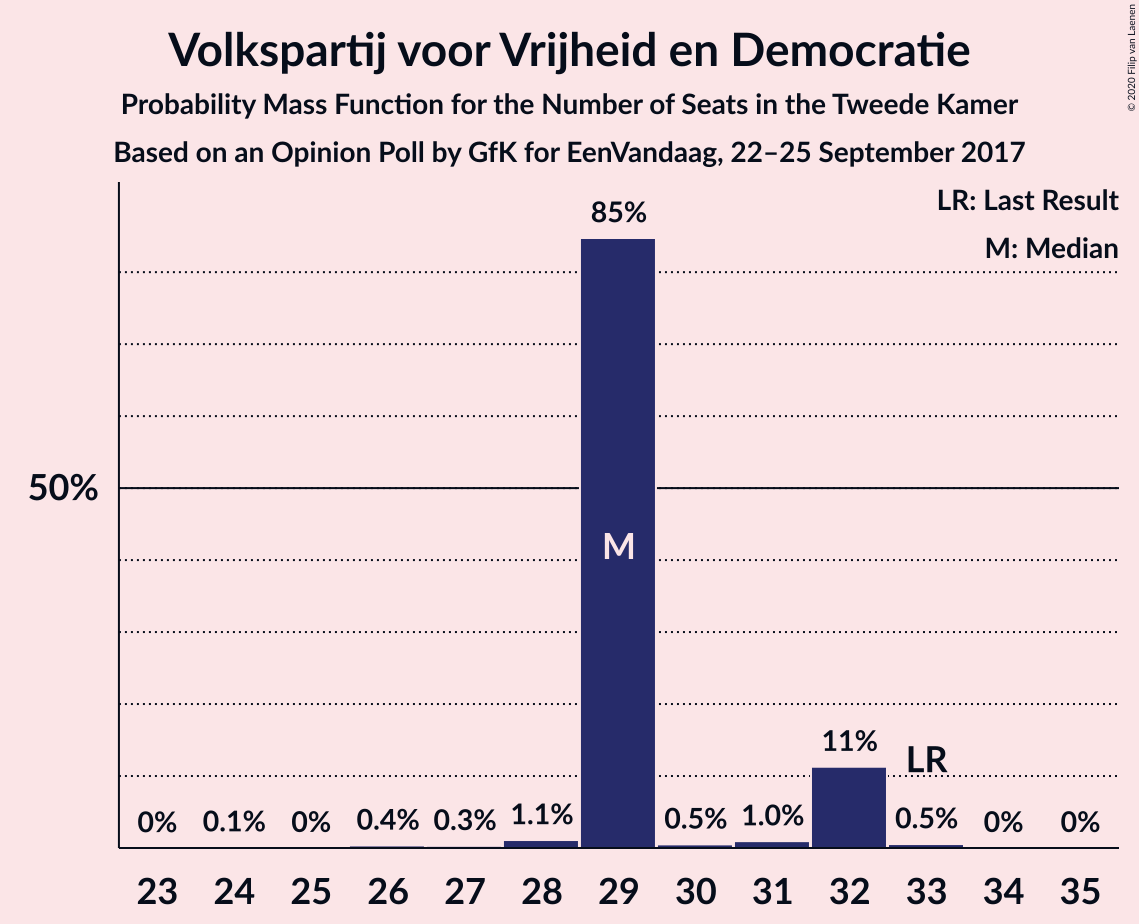 Volkspartij voor Vrijheid en Democratie
Probability Mass Function for the Number of Seats in the Tweede Kamer
Based on an Opinion Poll by GfK for EenVandaag, 22–25 September 2017
© 2020 Filip van Laenen
LR: Last Result
M: Median
85%
50%
M
11%
LR
0% 0.1% 0% 0.4% 0.3% 1.1% 0.5% 1.0% 0.5% 0% 0%
23 24 25 26 27 28 29 30 31 32 33 34 35